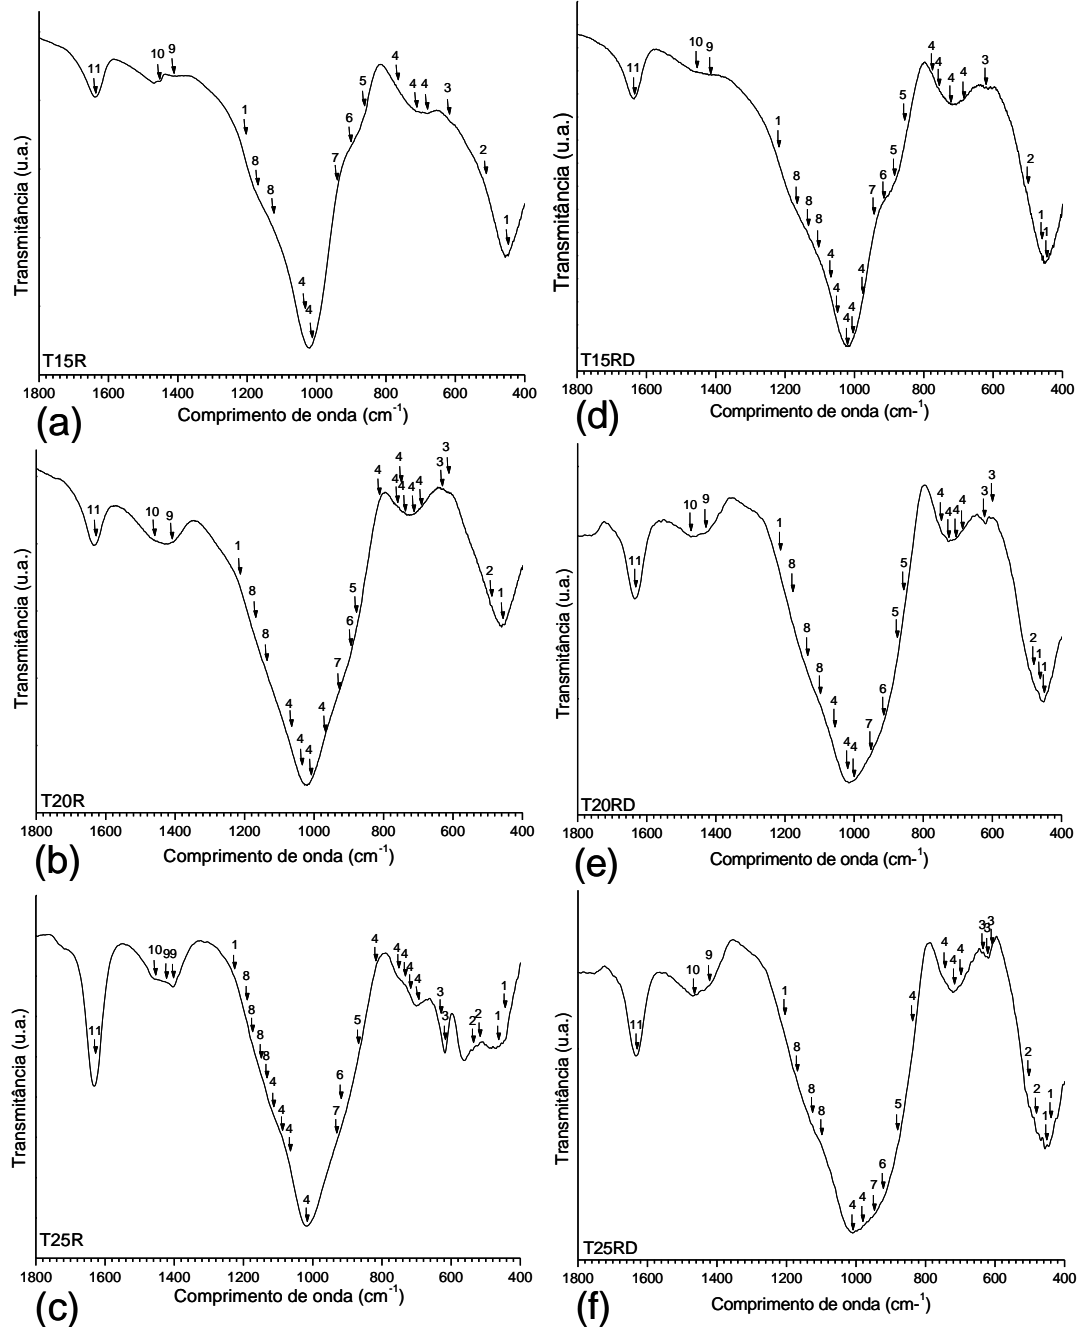 11 10 9 1 8 8 4 4 7 6 5 4 4 4 3 2 1
Transmitância (u.a.)
T15R
1800 1600 1400 1200 1000 800 600 400
Comprimento de onda (cm-1)
(a)
11 10 9 1 8 8 8 4 4 4 4 4 7 6 5 5 4 4 4 4 3 2 1 1
Transmitância (u.a.)
T15RD
1800 1600 1400 1200 1000 800 600 400
Comprimento de onda (cm-1)
(d)
11 10 9 1 8 8 4 4 4 4 7 6 5 4 4 4 4 4 4 3 3 2 1
Transmitância (u.a.)
T20R
1800 1600 1400 1200 1000 800 600 400
Comprimento de onda (cm-1)
(b)
11 10 9 1 8 8 8 4 4 4 7 6 5 5 4 4 4 4 3 3 2 1 1
Transmitância (u.a.)
T20RD
1800 1600 1400 1200 1000 800 600 400
Comprimento de onda (cm-1)
(e)
11 10 9 9 1 8 8 8 8 4 4 4 4 7 6 5 4 4 4 4 4 3 3 2 2 1 1
Transmitância (u.a.)
T25R
1800 1600 1400 1200 1000 800 600 400
Comprimento de onda (cm-1)
(c)
11 10 9 1 8 8 8 4 4 7 6 5 4 4 4 4 3 3 3 2 2 1 1
Transmitância (u.a.)
T25RD
1800 1600 1400 1200 1000 800 600 400
Comprimento de onda (cm-1)
(f)